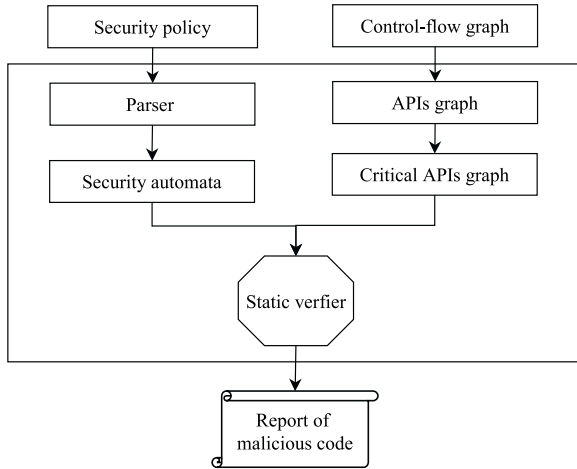 Security policy
Control-flow graph
Parser
APIs graph
Security automata
Critical APIs graph
Static verfier
Report of
malicious code